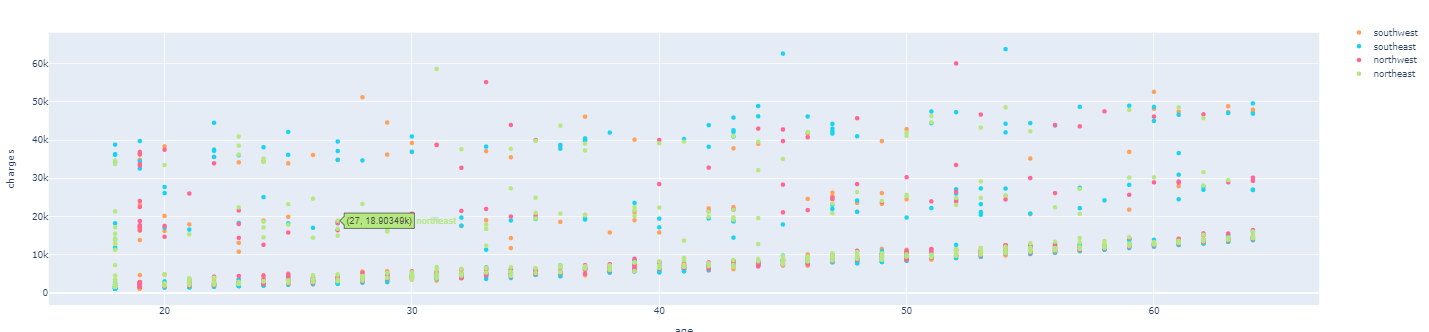 charges
60k
50k
40k
30k
20k
10k
0
(27, 18.90349k) northeast
20
30
40
50
60
age
southwest
southeast
northwest
northeast